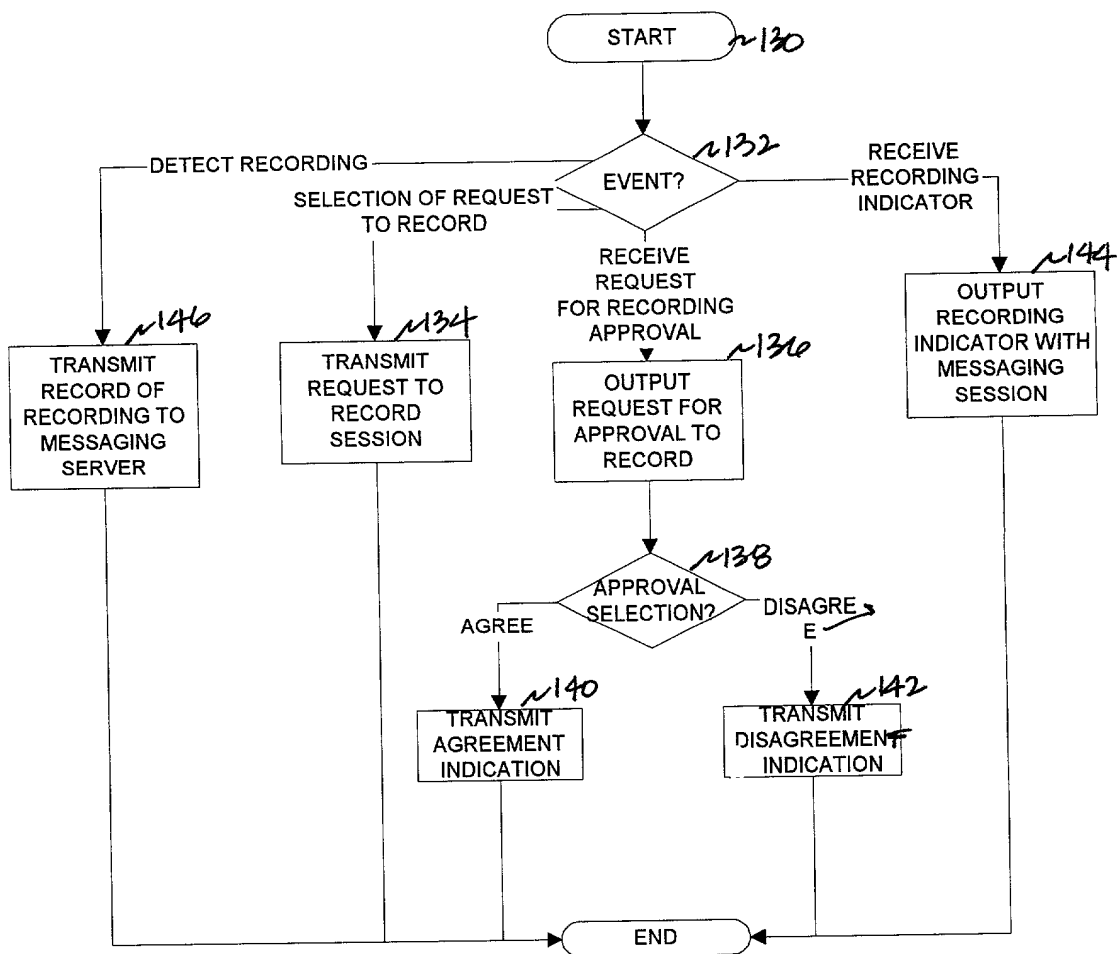 START
~130
~132
EVENT?
DETECT RECORDING
SELECTION OF REQUEST
TO RECORD
RECEIVE
RECORDING
INDICATOR
RECEIVE
REQUEST
FOR RECORDING
APPROVAL
~146
TRANSMIT
RECORD OF
RECORDING TO
MESSAGING
SERVER
~134
TRANSMIT
REQUEST TO
RECORD
SESSION
~136
OUTPUT
REQUEST FOR
APPROVAL TO
RECORD
~144
OUTPUT
RECORDING
INDICATOR WITH
MESSAGING
SESSION
~138
APPROVAL
SELECTION?
AGREE
DISAGRE
E
~140
TRANSMIT
AGREEMENT
INDICATION
~142
TRANSMIT
DISAGREEMENT
INDICATION
END